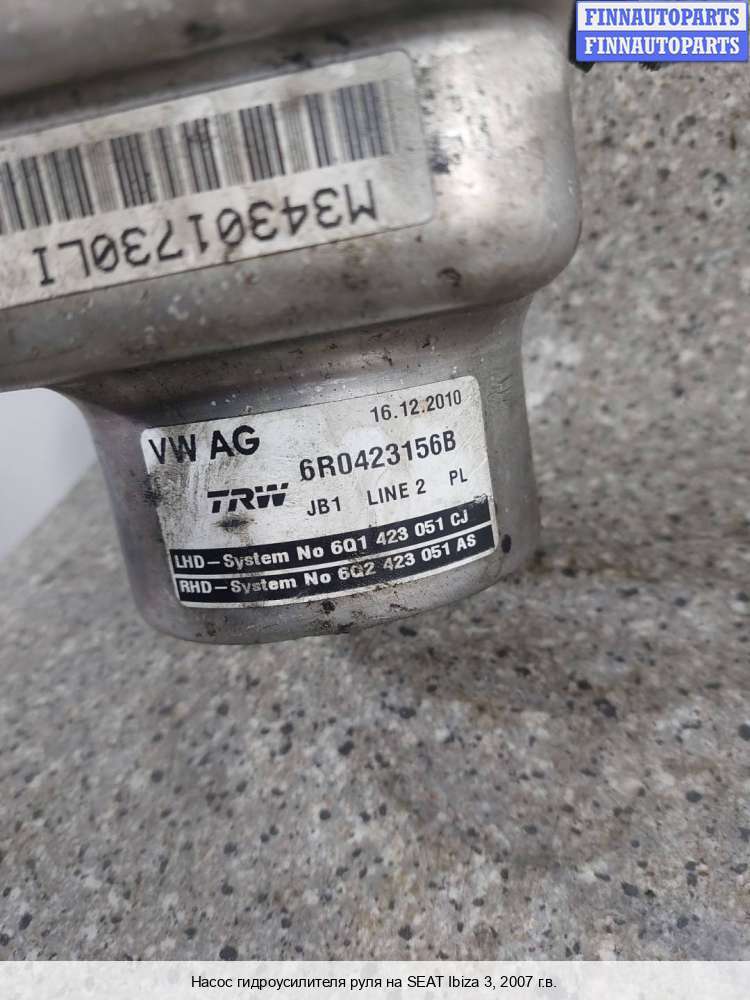 FINNAUTOPARTS
FINNAUTOPARTS
M34301730LI
16.12.2010
VW AG
6R0423156B
TRW JB1 LINE 2 PL
LHD-System No 6Q1 423 051 CJ
RHD-System No 6Q2 423 051 AS
Насос гидроусилителя руля на SEAT Ibiza 3, 2007 г.в.